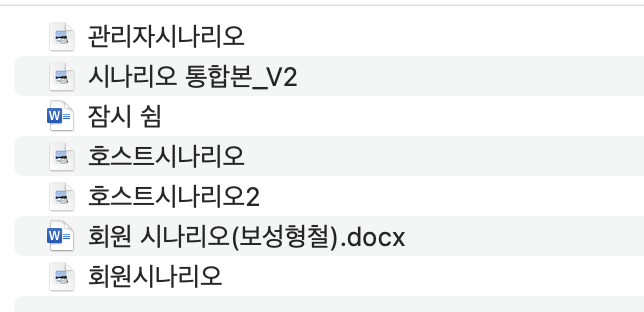 관리자시나리오
시나리오 통합본_V2
잠시 쉼
호스트시나리오
호스트시나리오2
회원 시나리오(보성형철).docx
회원시나리오